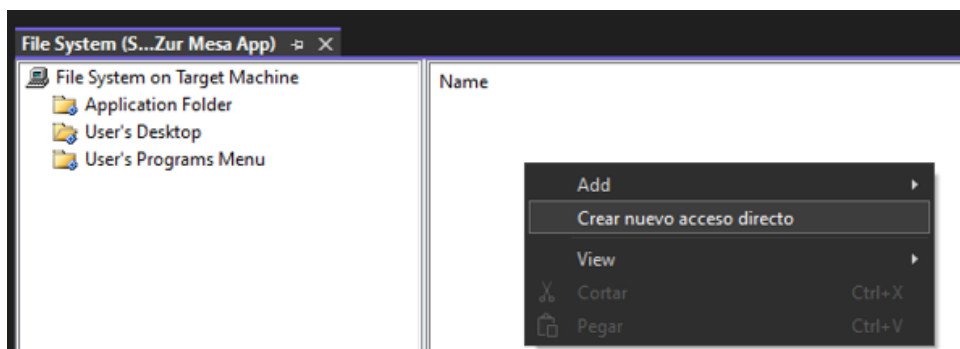 File System (S...Zur Mesa App)
File System on Target Machine
Application Folder
User's Desktop
User's Programs Menu
Name
Add
Crear nuevo acceso directo
View
Cortar Ctrl+X
Pegar Ctrl+V